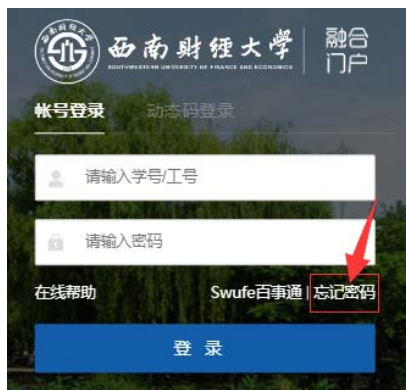 西南财经大学
SOUTHWESTERN UNIVERSITY OF FINANCE AND ECONOMICS
融合
门户
帐号登录 动态码登录
请输入学号/工号
请输入密码
在线帮助 Swufe百事通 | 忘记密码
登 录